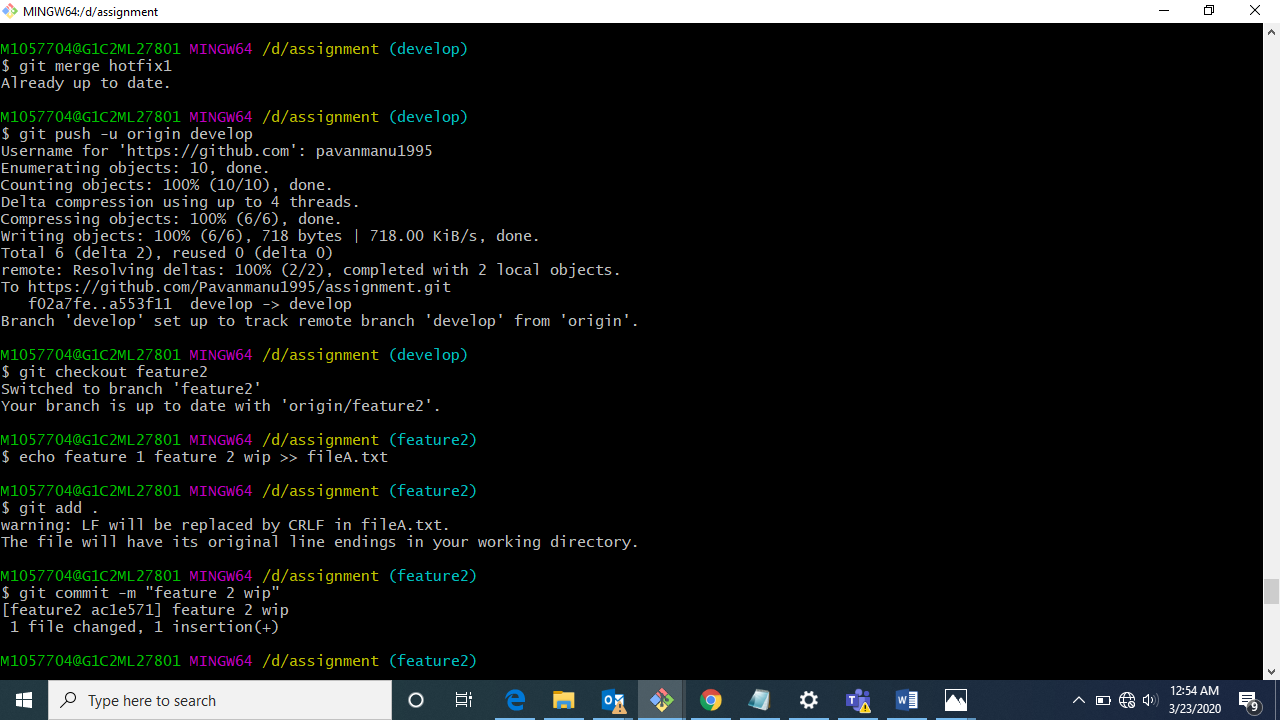 MINGW64:/d/assignment
M1057704@G1C2ML27801 MINGW64 /d/assignment (develop)
$ git merge hotfix1
Already up to date.
M1057704@G1C2ML27801 MINGW64 /d/assignment (develop)
$ git push -u origin develop
Username for 'https://github.com': pavanmanu1995
Enumerating objects: 10, done.
Counting objects: 100% (10/10), done.
Delta compression using up to 4 threads.
Compressing objects: 100% (6/6), done.
Writing objects: 100% (6/6), 718 bytes | 718.00 KiB/s, done.
Total 6 (delta 2), reused 0 (delta 0)
remote: Resolving deltas: 100% (2/2), completed with 2 local objects.
To https://github.com/Pavanmanu1995/assignment.git
   f02a7fe..a553f11  develop -> develop
Branch 'develop' set up to track remote branch 'develop' from 'origin'.
M1057704@G1C2ML27801 MINGW64 /d/assignment (develop)
$ git checkout feature2
Switched to branch 'feature2'
Your branch is up to date with 'origin/feature2'.
M1057704@G1C2ML27801 MINGW64 /d/assignment (feature2)
$ echo feature 1 feature 2 wip >> fileA.txt
M1057704@G1C2ML27801 MINGW64 /d/assignment (feature2)
$ git add .
warning: LF will be replaced by CRLF in fileA.txt.
The file will have its original line endings in your working directory.
M1057704@G1C2ML27801 MINGW64 /d/assignment (feature2)
$ git commit -m "feature 2 wip"
[feature2 ac1e571] feature 2 wip
 1 file changed, 1 insertion(+)
M1057704@G1C2ML27801 MINGW64 /d/assignment (feature2)
Type here to search
12:54 AM
3/23/2020
9